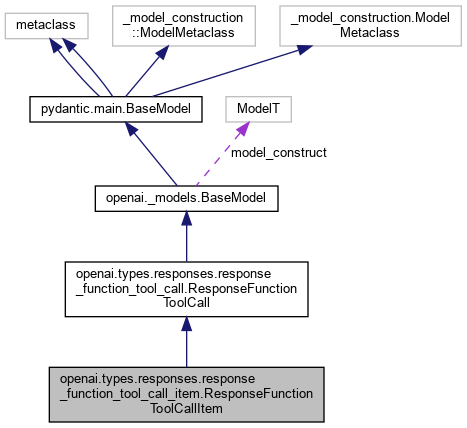 metaclass
_model_construction
::ModelMetaclass
_model_construction.Model
Metaclass
pydantic.main.BaseModel
ModelT
model_construct
openai._models.BaseModel
openai.types.responses.response
_function_tool_call.ResponseFunction
ToolCall
openai.types.responses.response
_function_tool_call_item.ResponseFunction
ToolCallItem